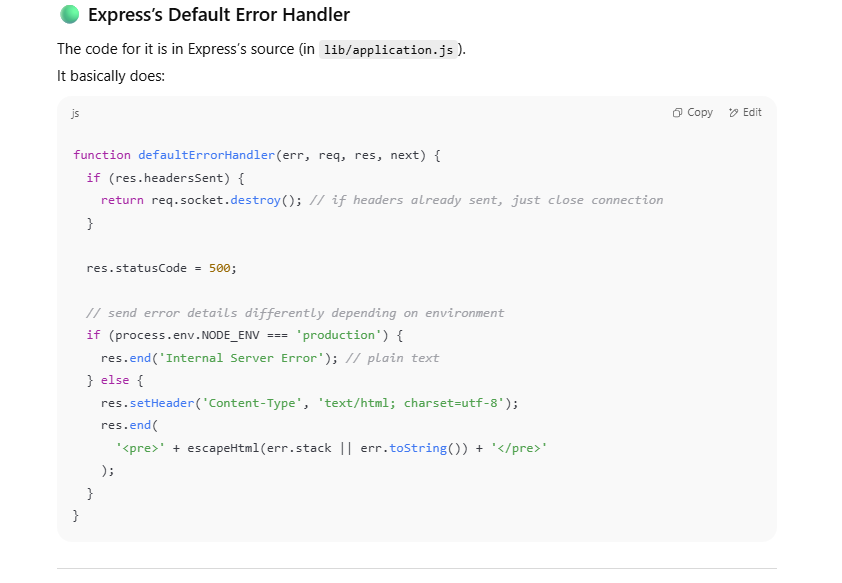 Express’s Default Error Handler
The code for it is in Express’s source (in lib/application.js).
It basically does:
js
Copy
Edit
function defaultErrorHandler(err, req, res, next) {
  if (res.headersSent) {
    return req.socket.destroy(); // if headers already sent, just close connection
  }

  res.statusCode = 500;

  // send error details differently depending on environment
  if (process.env.NODE_ENV === 'production') {
    res.end('Internal Server Error'); // plain text
  } else {
    res.setHeader('Content-Type', 'text/html; charset=utf-8');
    res.end(
      '<pre>' + escapeHtml(err.stack || err.toString()) + '</pre>'
    );
  }
}